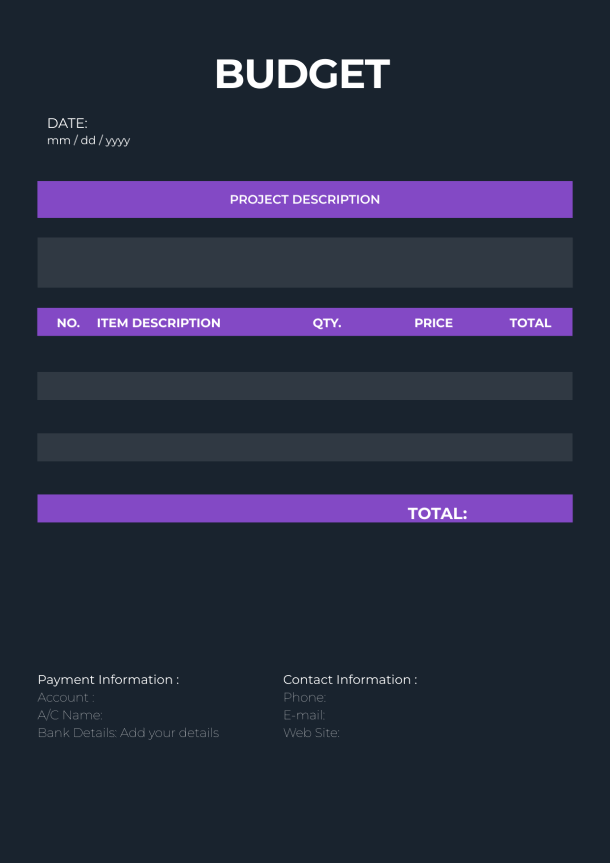 BUDGET
DATE:
mm / dd / yyyy
PROJECT DESCRIPTION
NO. ITEM DESCRIPTION QTY. PRICE TOTAL
TOTAL:
Payment Information :
Account :
A/C Name:
Bank Details: Add your details
Contact Information :
Phone:
E-mail:
Web Site: